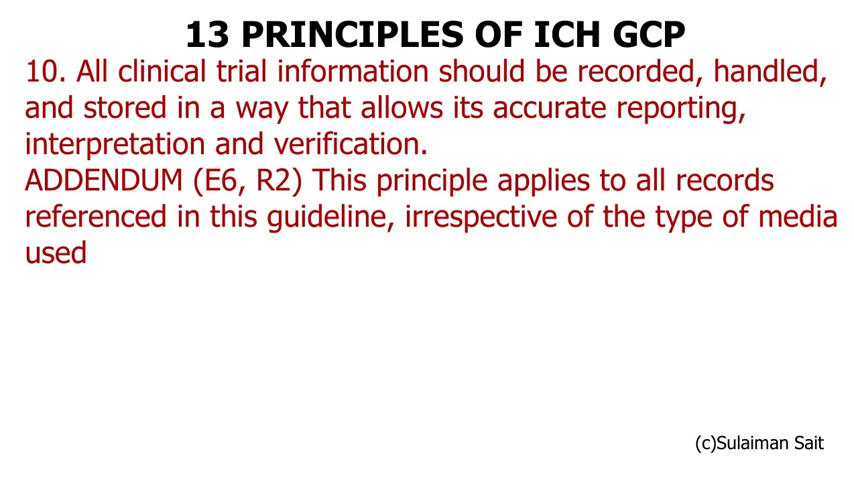 13 PRINCIPLES OF ICH GCP
10. All clinical trial information should be recorded, handled,
and stored in a way that allows its accurate reporting,
interpretation and verification.
ADDENDUM (E6, R2) This principle applies to all records
referenced in this guideline, irrespective of the type of media
used
(c)Sulaiman Sait